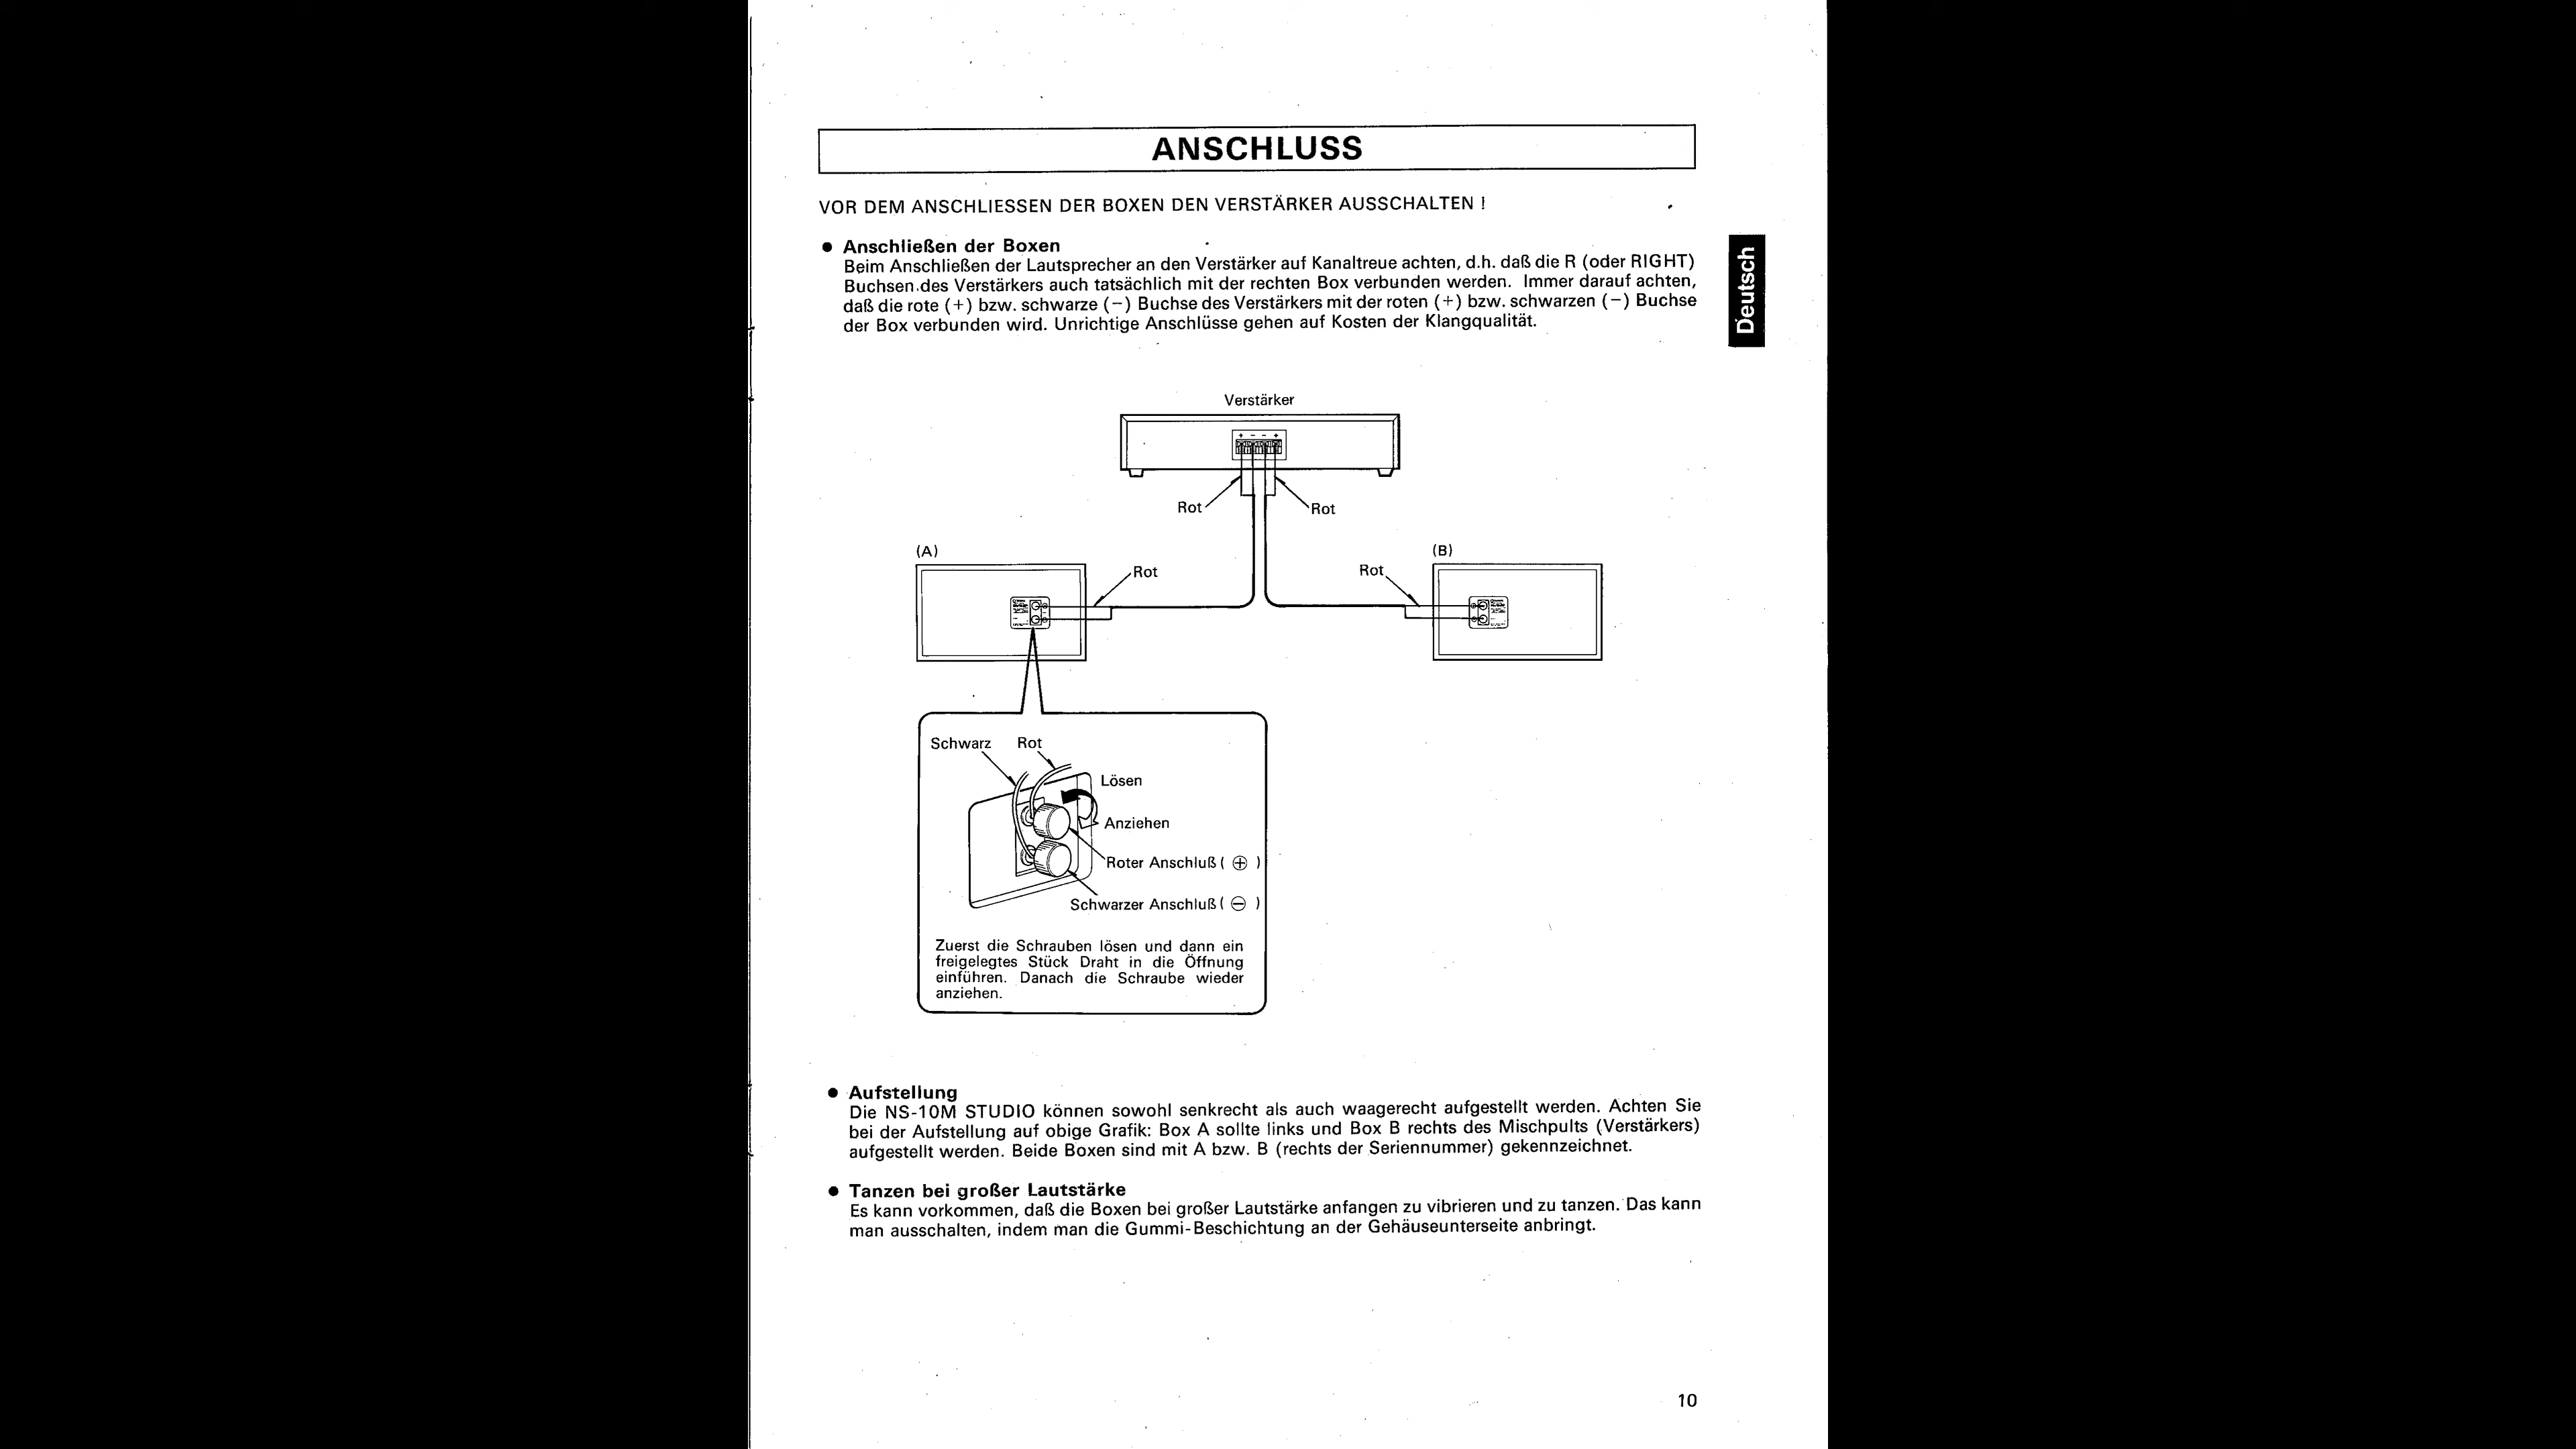 ANSCHLUSS
VOR DEM ANSCHLIESSEN DER BOXEN DEN VERSTÄRKER AUSSCHALTEN !
● Anschließen der Boxen
Beim Anschließen der Lautsprecher an den Verstärker auf Kanaltreue achten, d.h. daß die R (oder RIGHT)
Buchsen des Verstärkers auch tatsächlich mit der rechten Box verbunden werden. Immer darauf achten,
daß die rote (+) bzw. schwarze (−) Buchse des Verstärkers mit der roten (+) bzw. schwarzen (−) Buchse
der Box verbunden wird. Unrichtige Anschlüsse gehen auf Kosten der Klangqualität.
Deutsch
Verstärker
+ − − +
Rot
Rot
(A)
(B)
Rot
Rot
Schwarz Rot
Lösen
Anziehen
Roter Anschluß ( ⊕ )
Schwarzer Anschluß ( ⊖ )
Zuerst die Schrauben lösen und dann ein
freigelegtes Stück Draht in die Öffnung
einführen. Danach die Schraube wieder
anziehen.
● Aufstellung
Die NS-10M STUDIO können sowohl senkrecht als auch waagerecht aufgestellt werden. Achten Sie
bei der Aufstellung auf obige Grafik: Box A sollte links und Box B rechts des Mischpults (Verstärkers)
aufgestellt werden. Beide Boxen sind mit A bzw. B (rechts der Seriennummer) gekennzeichnet.
● Tanzen bei großer Lautstärke
Es kann vorkommen, daß die Boxen bei großer Lautstärke anfangen zu vibrieren und zu tanzen. Das kann
man ausschalten, indem man die Gummi-Beschichtung an der Gehäuseunterseite anbringt.
10